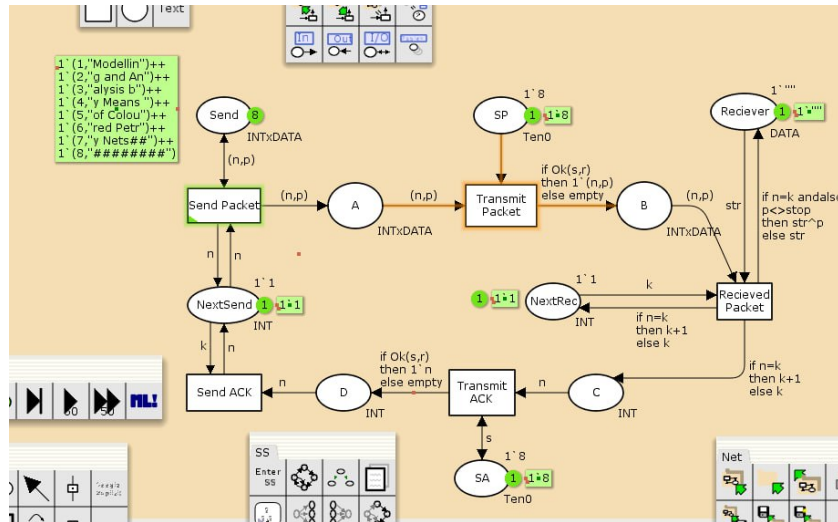 Text
In Out I/O
1`(1,"Modellin")++
1`(2,"g and An")++
1`(3,"alysis b")++
1`(4,"y Means ")++
1`(5,"of Colou")++
1`(6,"red Petr")++
1`(7,"y Nets##")++
1`(8,"########")
Send
8
INTxDATA
1`8
SP
1 1`8
Ten0
1`""
Reciever
1 1`""
DATA
(n,p)
Send Packet
(n,p)
A
INTxDATA
(n,p)
Transmit
Packet
if Ok(s,r)
then 1`(n,p)
else empty
B
INTxDATA
(n,p)
str
if n=k andalso
p<>stop
then str^p
else str
n
n
1`1
NextSend
1 1`1
INT
1 1`1
1`1
NextRec
INT
k
if n=k
then k+1
else k
Recieved
Packet
k
n
Send ACK
n
D
INT
if Ok(s,r)
then 1`n
else empty
Transmit
ACK
n
C
INT
if n=k
then k+1
else k
s
1`8
SA
1 1`8
Ten0
50 ML!
SS
Enter
SS
Net